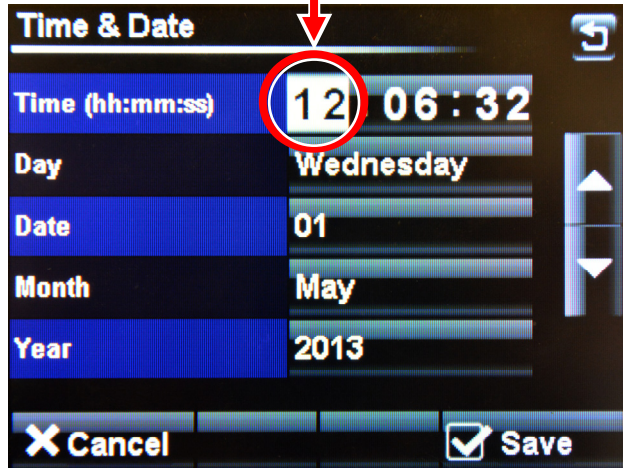 Time & Date
Time (hh:mm:ss) 12:06:32
Day Wednesday
Date 01
Month May
Year 2013
Cancel Save